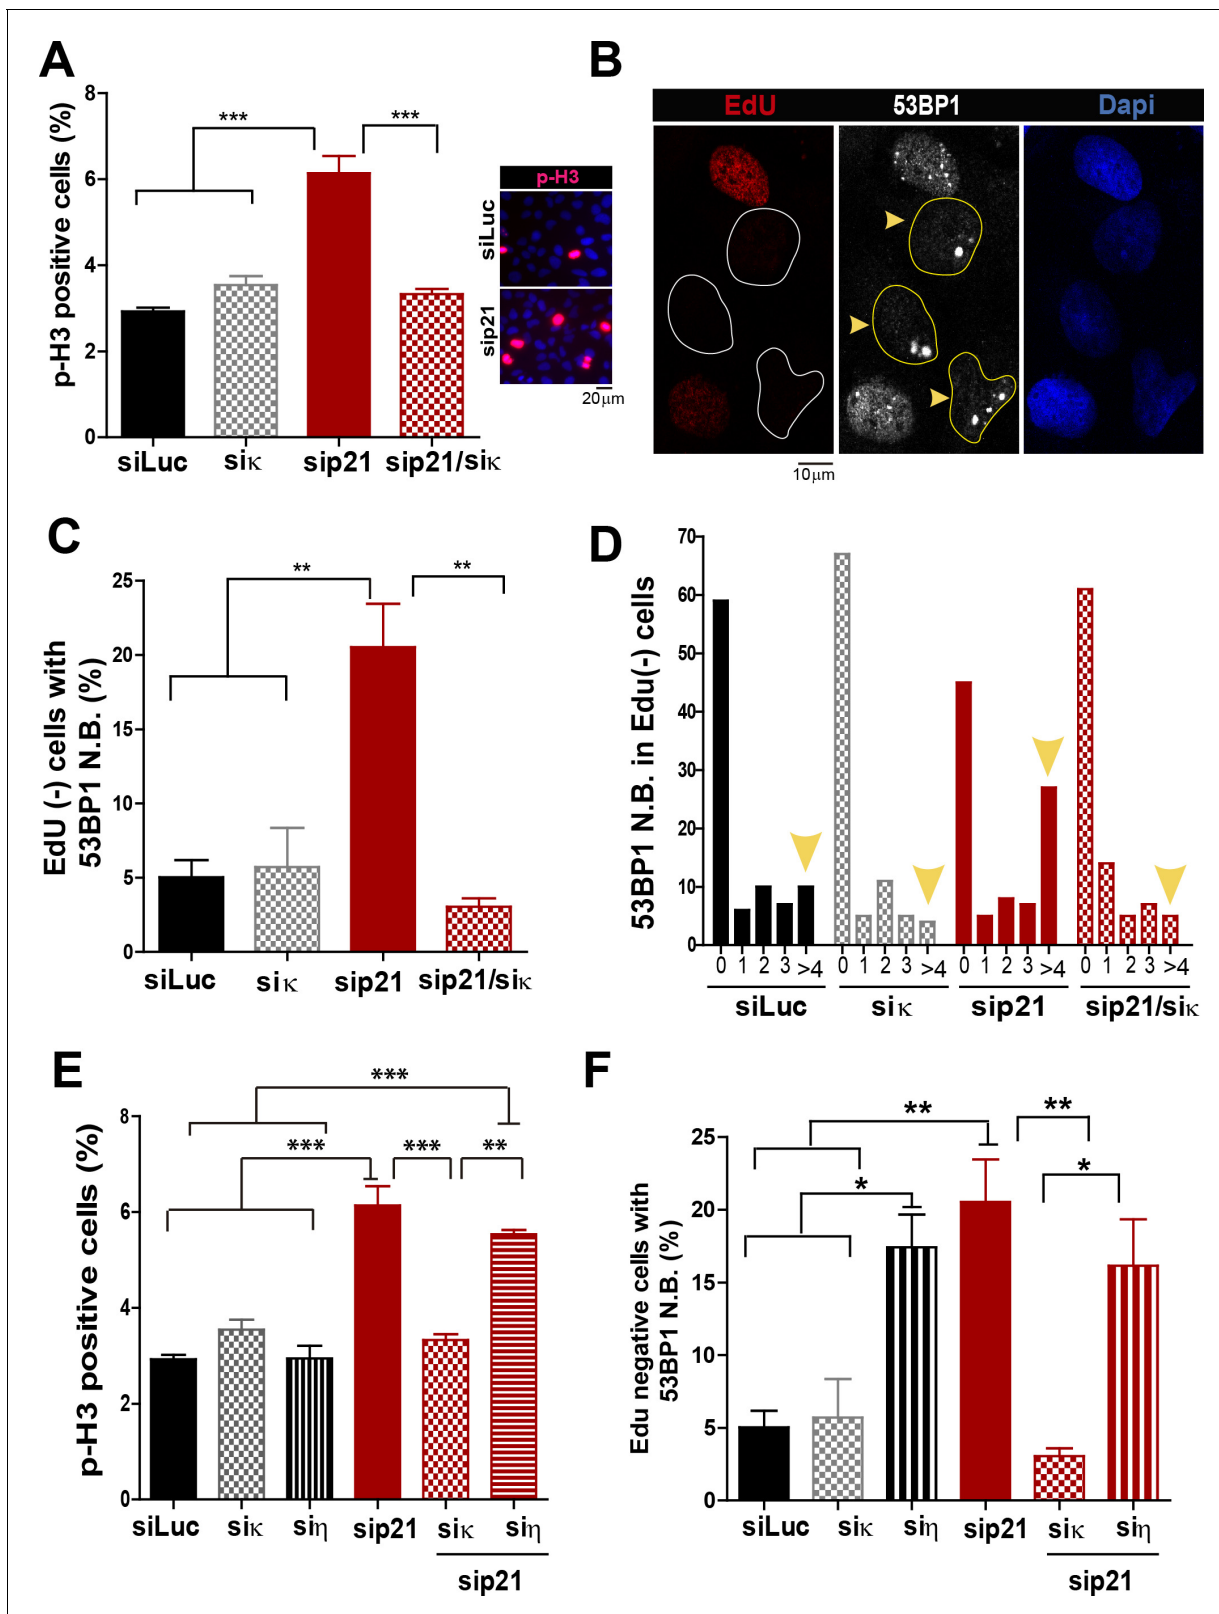 A
p-H3 positive cells (%)
8
6
4
2
0
***
***
siLuc
siκ
sip21
sip21/siκ
p-H3
siLuc
sip21
20μm
B
EdU
53BP1
Dapi
10μm
C
EdU (-) cells with
53BP1 N.B. (%)
25
20
15
10
5
0
**
**
siLuc
siκ
sip21
sip21/siκ
D
53BP1 N.B. in Edu(-) cells
70
60
50
40
30
20
10
0
0 1 2 3 >4
0 1 2 3 >4
0 1 2 3 >4
0 1 2 3 >4
siLuc
siκ
sip21
sip21/siκ
E
p-H3 positive cells (%)
8
6
4
2
0
***
***
***
**
siLuc
siκ
siη
sip21
siκ
siη
sip21
F
Edu negative cells with
53BP1 N.B. (%)
25
20
15
10
5
0
**
**
*
*
siLuc
siκ
siη
sip21
siκ
siη
sip21